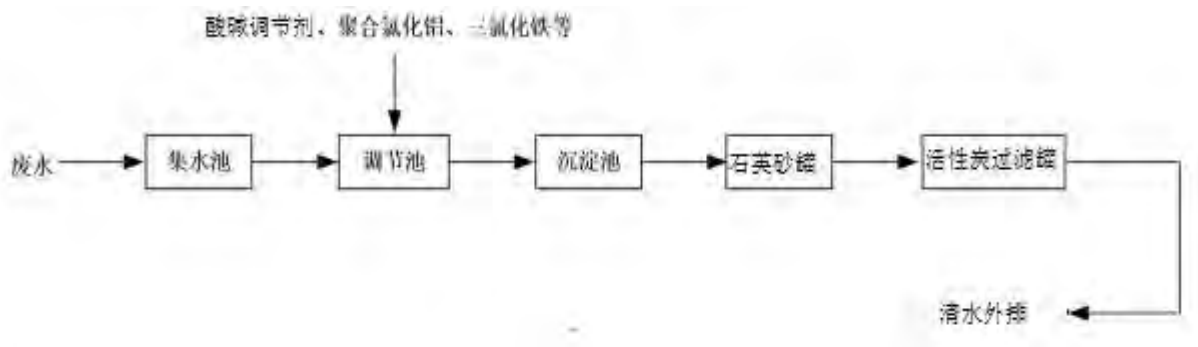 酸碱调节剂、聚合氯化铝、三氯化铁等
废水
集水池
调节池
沉淀池
石英砂罐
活性炭过滤罐
清水外排